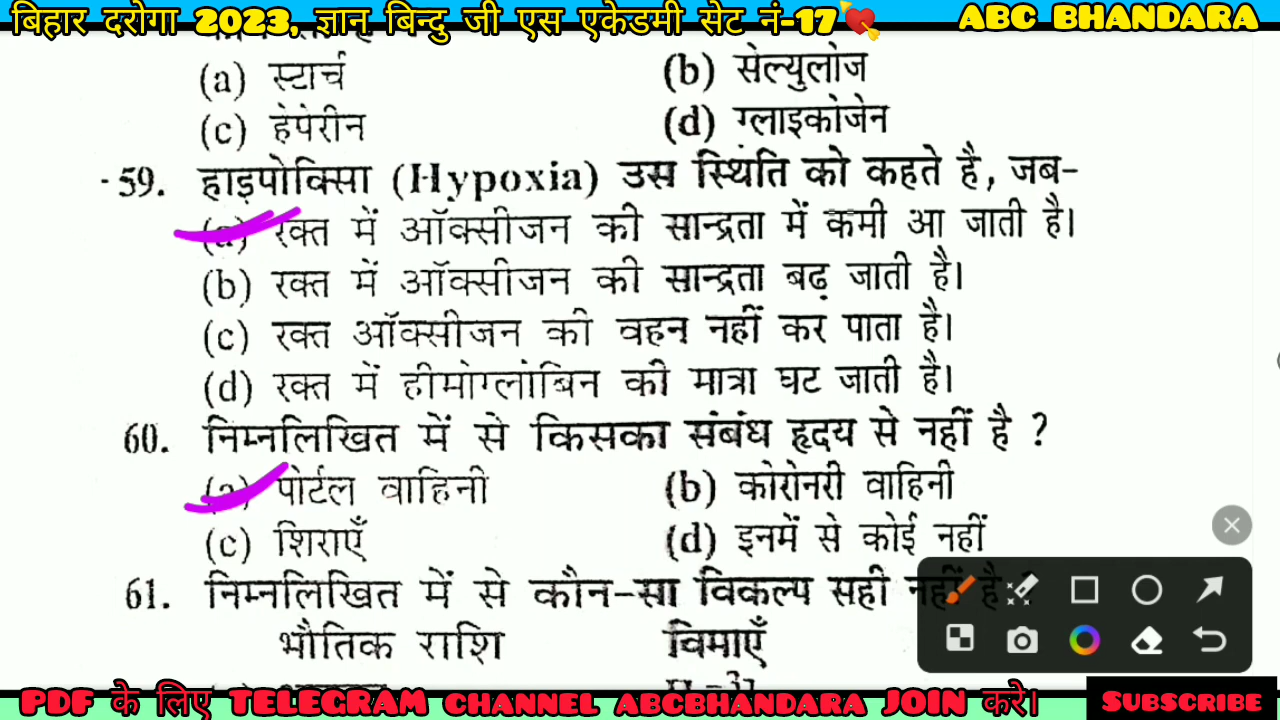 बिहार दरोगा 2023, ज्ञान बिन्दु जी एस एकेडमी सेट नं-17
ABC BHANDARA
(a) स्टार्च (b) सेल्युलोज
(c) हेपेरीन (d) ग्लाइकोजेन
59. हाइपोक्सिा (Hypoxia) उस स्थिति को कहते है, जब-
(a) रक्त में ऑक्सीजन की सान्द्रता में कमी आ जाती है।
(b) रक्त में ऑक्सीजन की सान्द्रता बढ़ जाती है।
(c) रक्त ऑक्सीजन को वहन नहीं कर पाता है।
(d) रक्त में हीमोग्लोबिन की मात्रा घट जाती है।
60. निम्नलिखित में से किसका संबंध हृदय से नहीं है ?
(a) पोर्टल वाहिनी (b) कोरोनरी वाहिनी
(c) शिराएँ (d) इनमें से कोई नहीं
61. निम्नलिखित में से कौन-सा विकल्प सही नहीं है
भौतिक राशि विमाएँ
PDF के लिए TELEGRAM CHANNEL ABCBHANDARA JOIN करे।
SUBSCRIBE